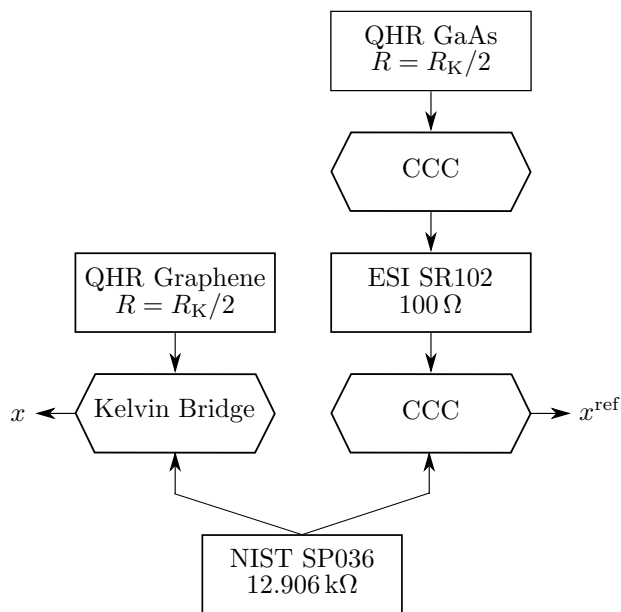 QHR GaAs
R = R_K/2
CCC
QHR Graphene
R = R_K/2
ESI SR102
100 Ω
x
Kelvin Bridge
CCC
x^ref
NIST SP036
12.906 kΩ